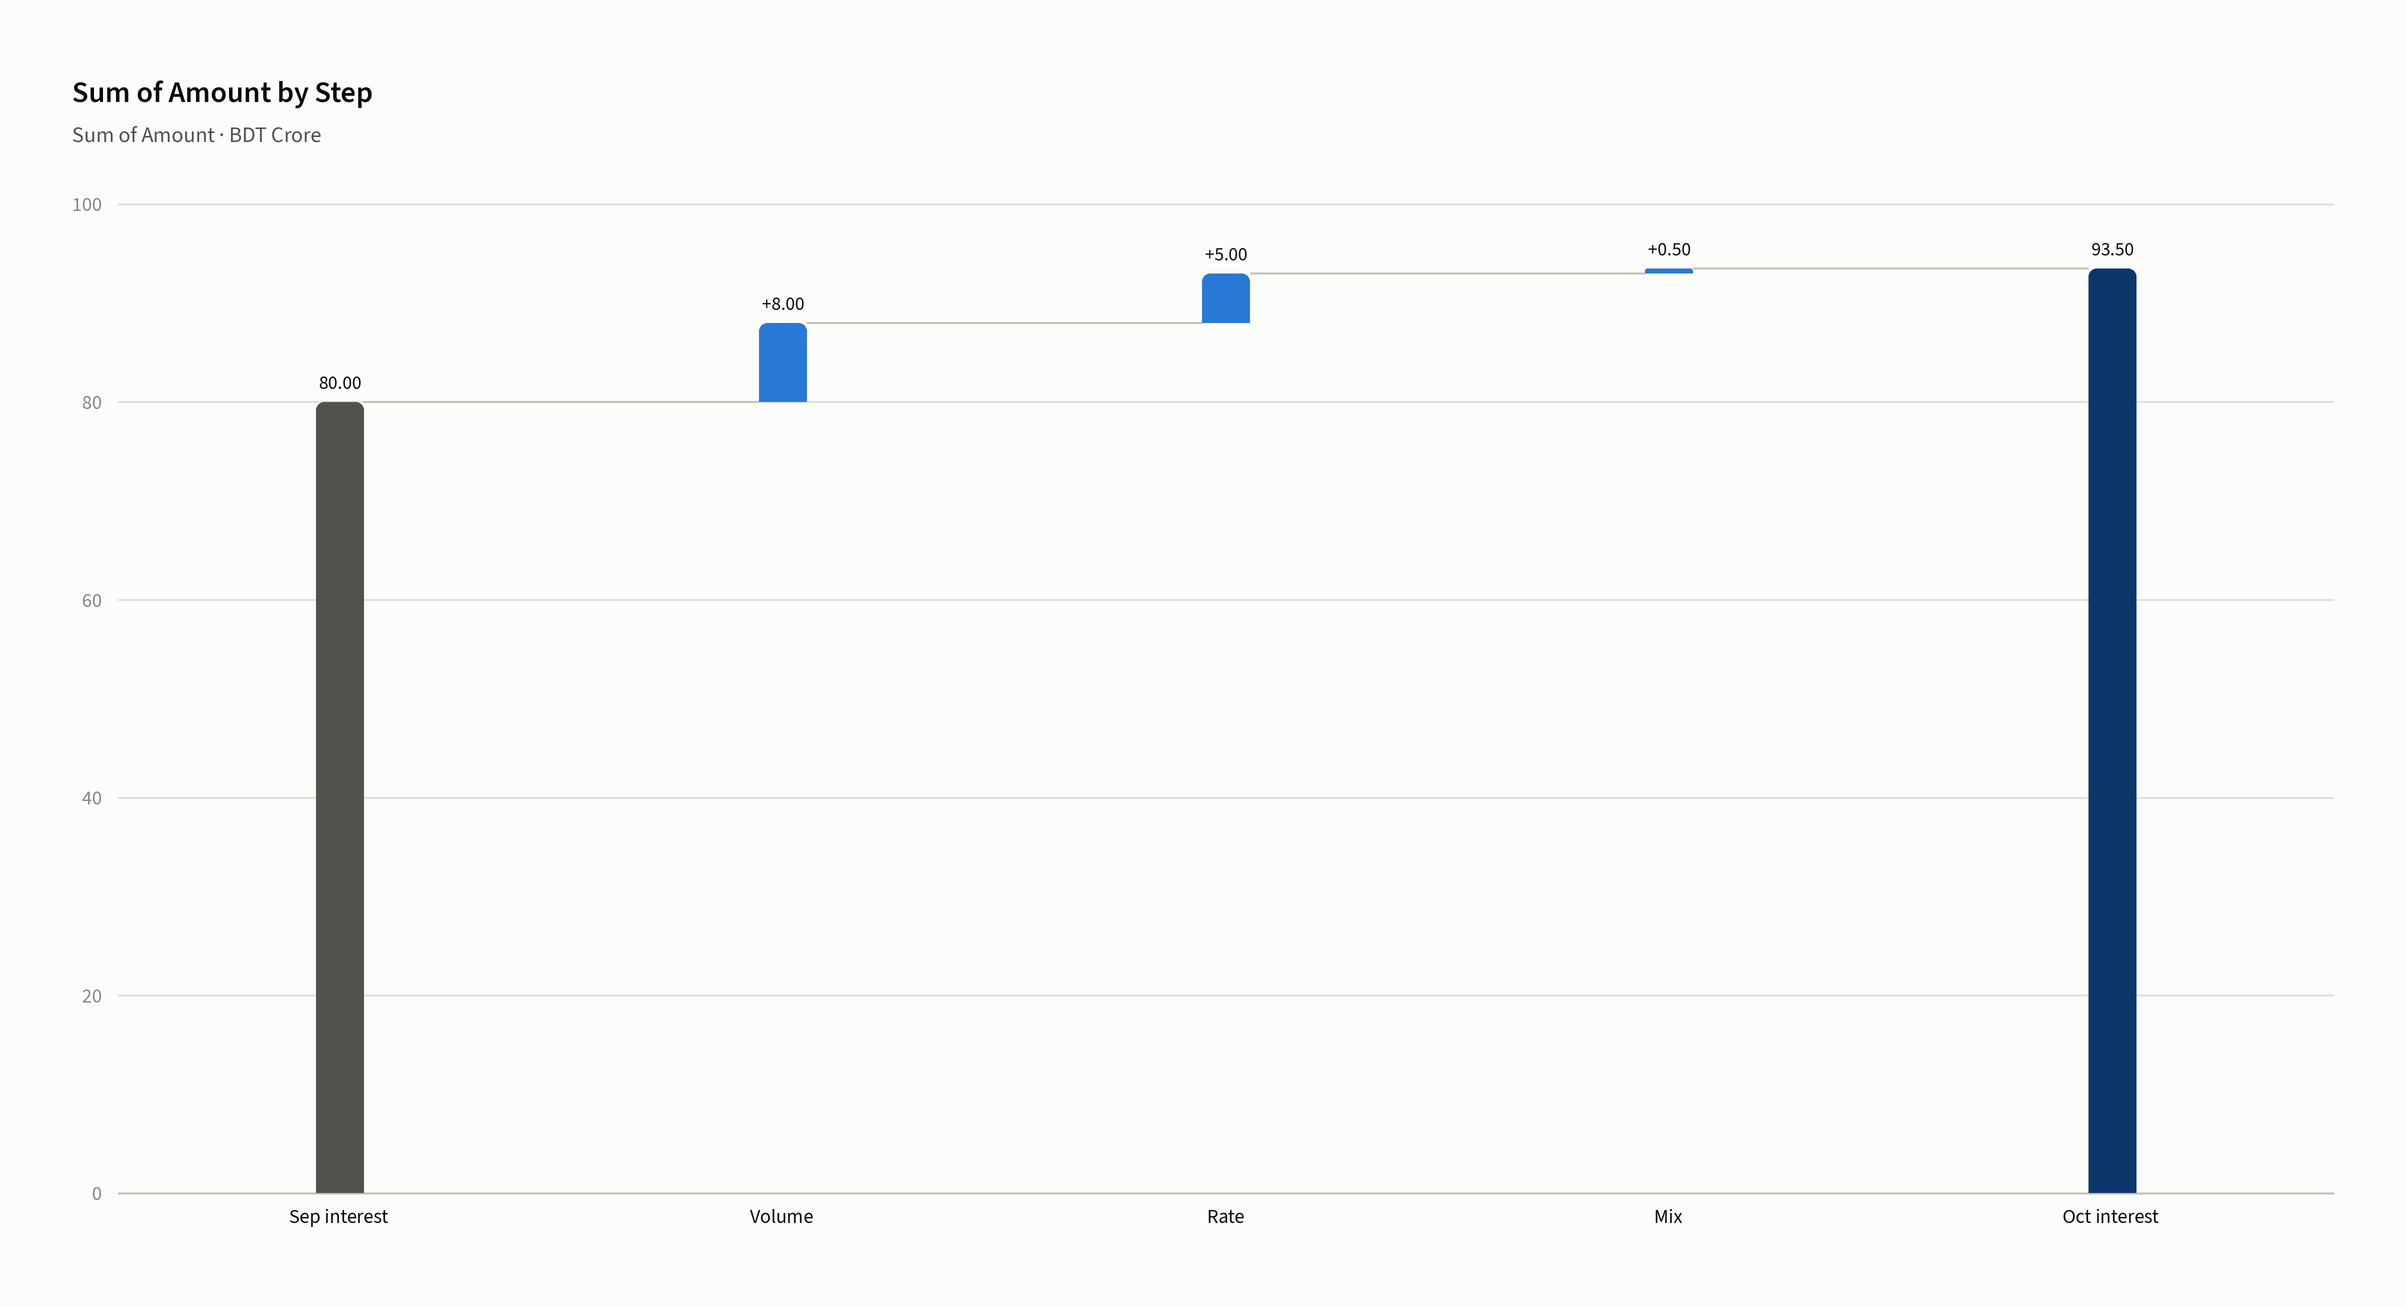 Sum of Amount by Step
Sum of Amount · BDT Crore
100
80
60
40
20
0
80.00
+8.00
+5.00
+0.50
93.50
Sep interest
Volume
Rate
Mix
Oct interest